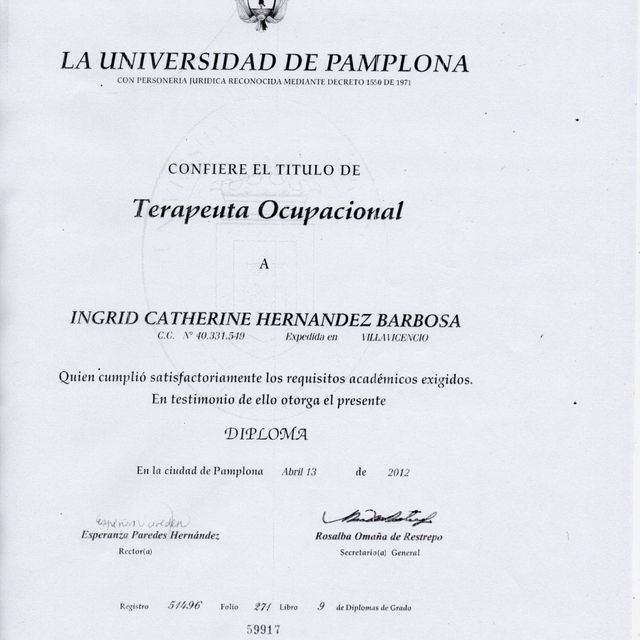 LA UNIVERSIDAD DE PAMPLONA
CON PERSONERIA JURIDICA RECONOCIDA MEDIANTE DECRETO 1550 DE 1971
CONFIERE EL TITULO DE
Terapeuta Ocupacional
A
INGRID CATHERINE HERNANDEZ BARBOSA
C.C. N° 40.331.549 Expedida en VILLAVICENCIO
Quien cumplió satisfactoriamente los requisitos académicos exigidos.
En testimonio de ello otorga el presente
DIPLOMA
En la ciudad de Pamplona Abril 13 de 2012
Esperanza Paredes Hernández Rosalba Omaña de Restrepo
Rector(a) Secretario(a) General
Registro 51496 Folio 271 Libro 9 de Diplomas de Grado
59917